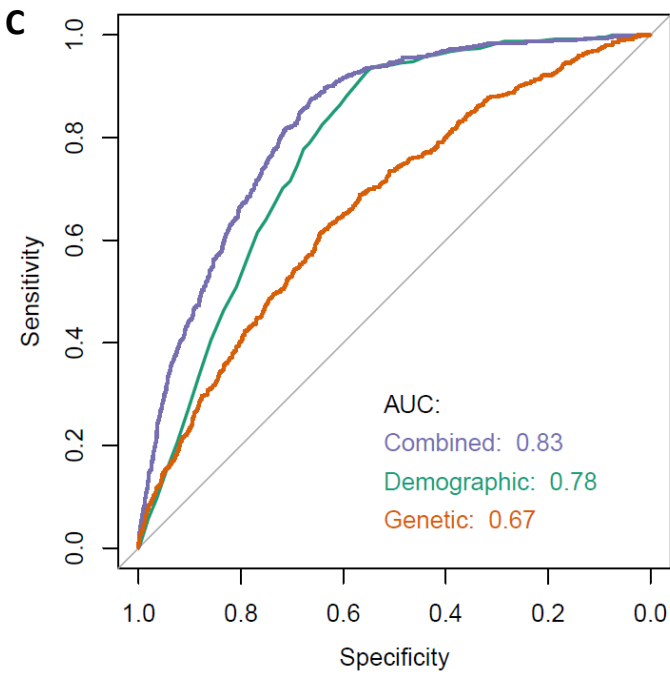 C
1.0
0.8
0.6
0.4
0.2
0.0
Sensitivity
AUC:
Combined: 0.83
Demographic: 0.78
Genetic: 0.67
1.0 0.8 0.6 0.4 0.2 0.0
Specificity